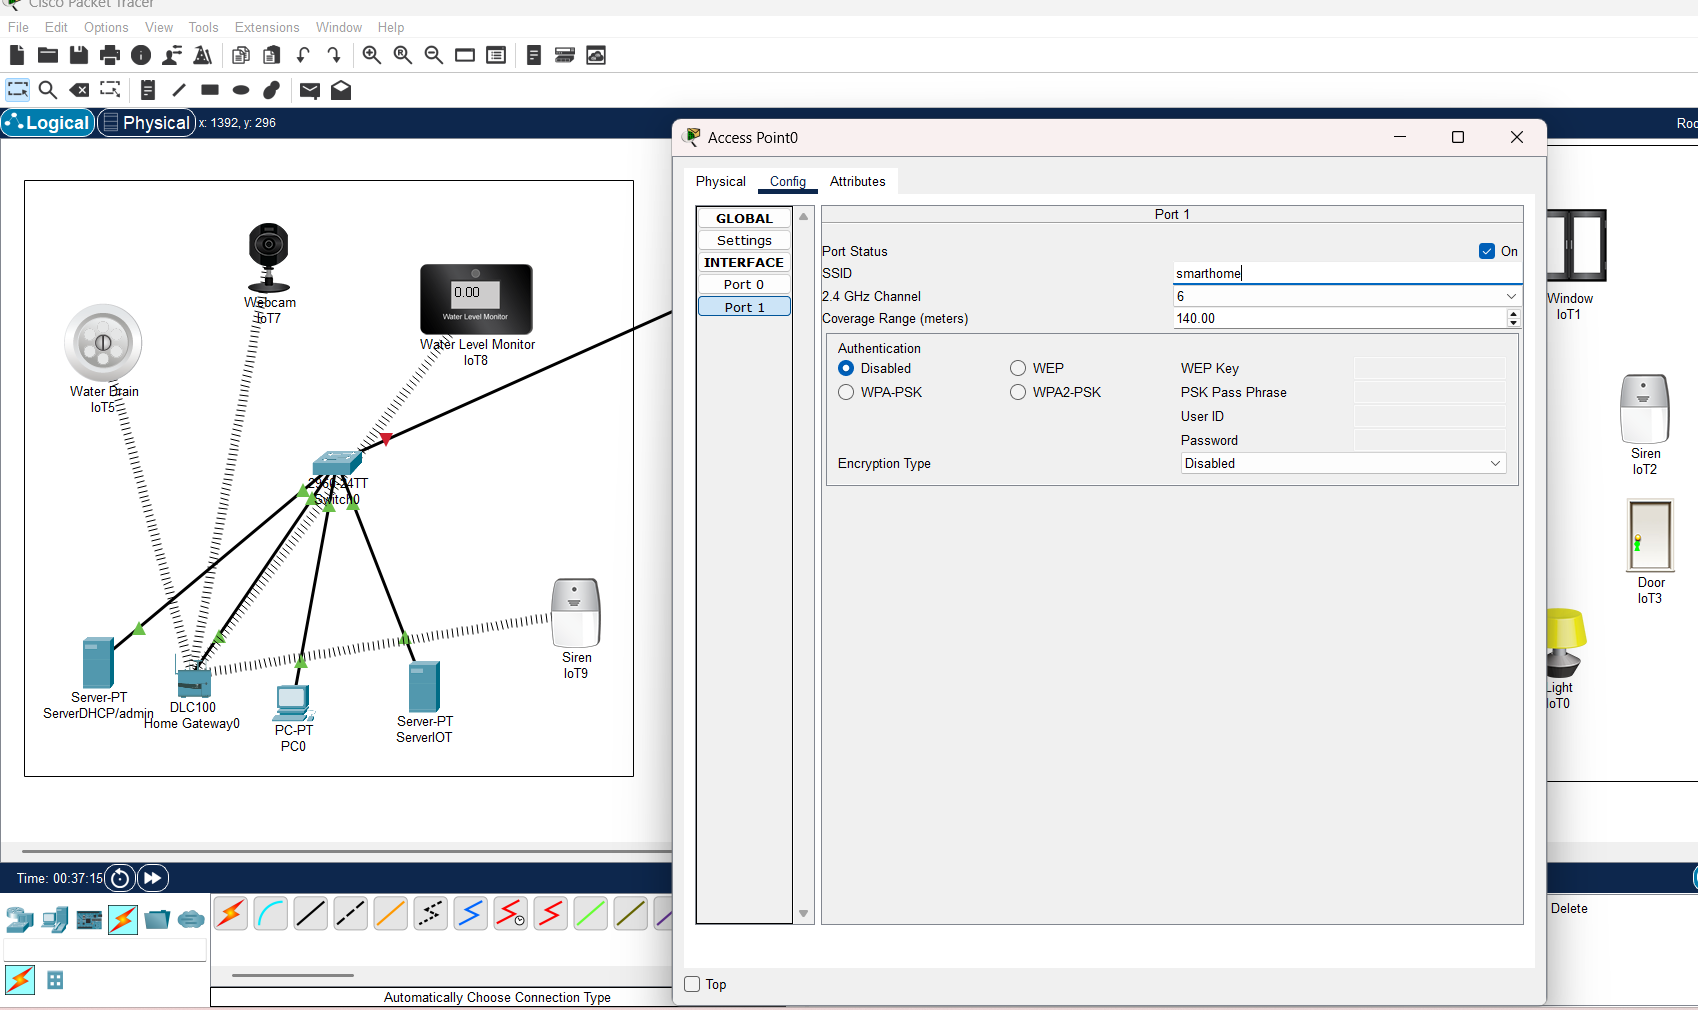 Cisco Packet Tracer
File Edit Options View Tools Extensions Window Help
Logical Physical x: 1392, y: 296
Roo
Access Point0
Physical Config Attributes
GLOBAL
Settings
INTERFACE
Port 0
Port 1
Port 1
Port Status On
SSID smarthome
2.4 GHz Channel 6
Coverage Range (meters) 140.00
Authentication
Disabled WEP WEP Key
WPA-PSK WPA2-PSK PSK Pass Phrase
User ID
Password
Encryption Type Disabled
Top
Webcam
IoT7
0.00
Water Level Monitor
Water Level Monitor
IoT8
Water Drain
IoT5
2960-24TT
Switch0
Siren
IoT9
Server-PT
ServerDHCP/admin
DLC100
Home Gateway0
PC-PT
PC0
Server-PT
ServerIOT
Window
IoT1
Siren
IoT2
Door
IoT3
Light
IoT0
Time: 00:37:15
Automatically Choose Connection Type
Delete